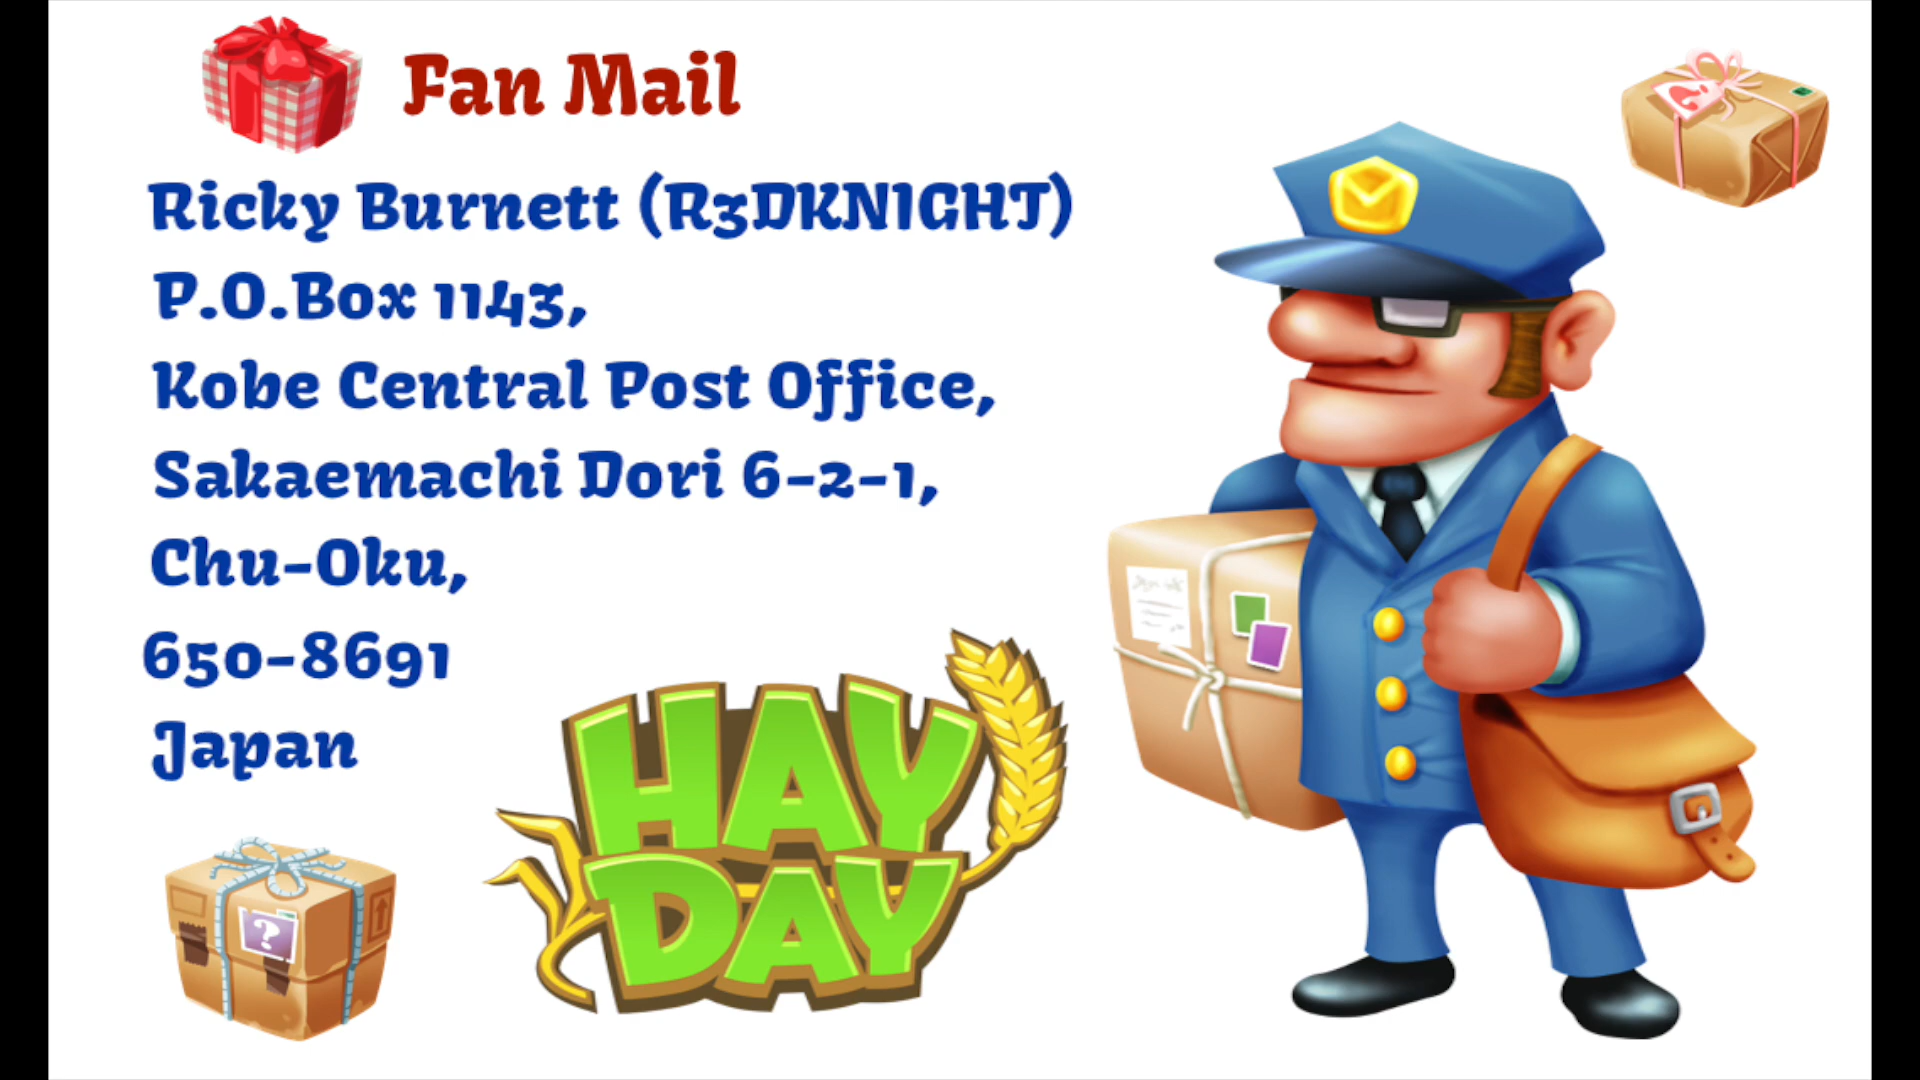 Fan Mail
Ricky Burnett (R3DKNIGHT)
P.O.Box 1143,
Kobe Central Post Office,
Sakaemachi Dori 6-2-1,
Chu-Oku,
650-8691
Japan
HAY
DAY
?